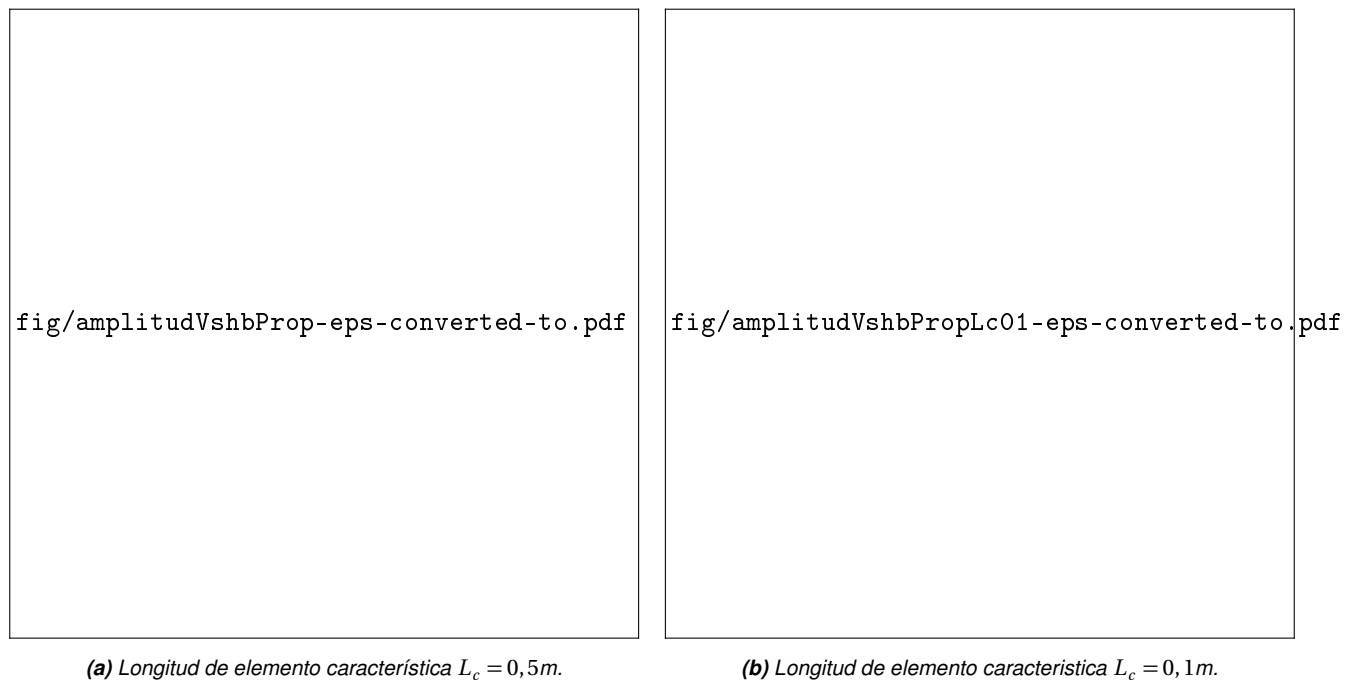 fig/amplitudVshbProp-eps-converted-to.pdf
fig/amplitudVshbPropLc01-eps-converted-to.pdf
(a) Longitud de elemento característica L_c = 0,5m.
(b) Longitud de elemento caracteristica L_c = 0,1m.